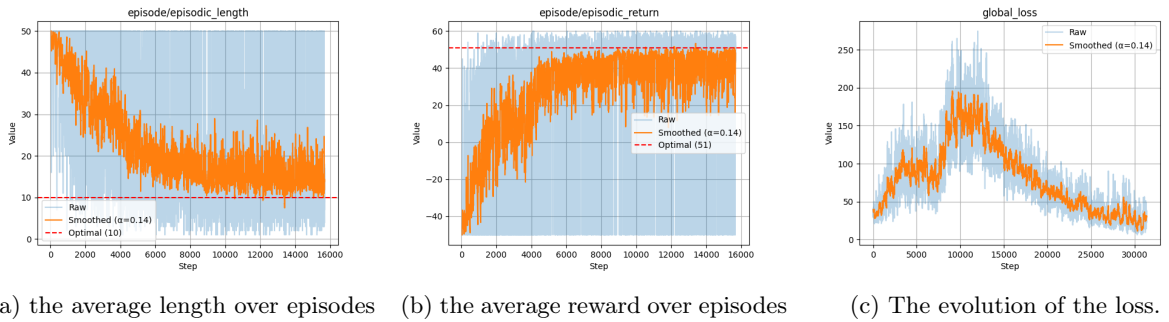 episode/episodic_length
50
40
30
20
10
0
Value
0 2000 4000 6000 8000 10000 12000 14000 16000
Step
Raw
Smoothed (α=0.14)
Optimal (10)
episode/episodic_return
60
40
20
0
−20
−40
Value
0 2000 4000 6000 8000 10000 12000 14000 16000
Step
Raw
Smoothed (α=0.14)
Optimal (51)
global_loss
250
200
150
100
50
0
Value
0 5000 10000 15000 20000 25000 30000
Step
Raw
Smoothed (α=0.14)
a) the average length over episodes
(b) the average reward over episodes
(c) The evolution of the loss.